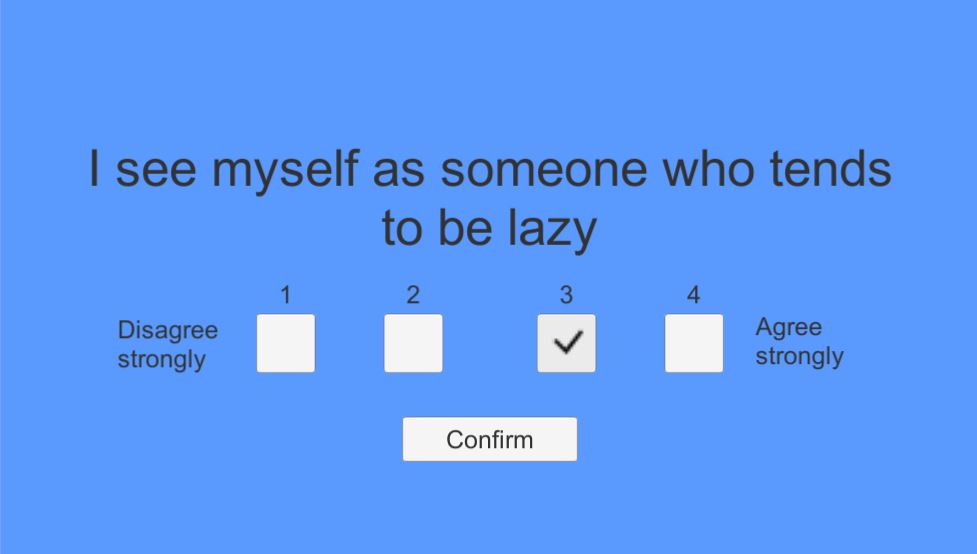 I see myself as someone who tends
to be lazy
1 2 3 4
Disagree
strongly
Agree
strongly
Confirm